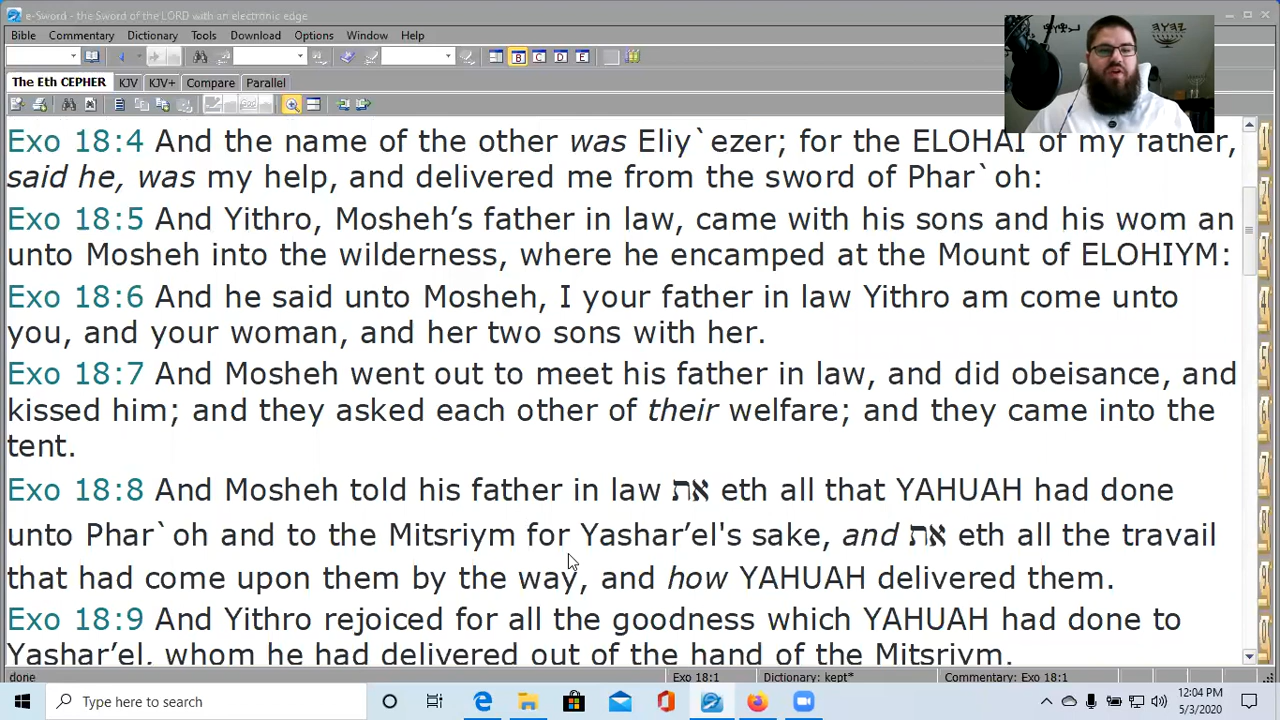 e-Sword - the Sword of the LORD with an electronic edge
Bible Commentary Dictionary Tools Download Options Window Help
B C D E
The Eth CEPHER KJV KJV+ Compare Parallel
Exo 18:4 And the name of the other was Eliy`ezer; for the ELOHAI of my father,
said he, was my help, and delivered me from the sword of Phar`oh:
Exo 18:5 And Yithro, Mosheh’s father in law, came with his sons and his wom an
unto Mosheh into the wilderness, where he encamped at the Mount of ELOHIYM:
Exo 18:6 And he said unto Mosheh, I your father in law Yithro am come unto
you, and your woman, and her two sons with her.
Exo 18:7 And Mosheh went out to meet his father in law, and did obeisance, and
kissed him; and they asked each other of their welfare; and they came into the
tent.
Exo 18:8 And Mosheh told his father in law את eth all that YAHUAH had done
unto Phar`oh and to the Mitsriym for Yashar’el's sake, and את eth all the travail
that had come upon them by the way, and how YAHUAH delivered them.
Exo 18:9 And Yithro rejoiced for all the goodness which YAHUAH had done to
Yashar’el, whom he had delivered out of the hand of the Mitsriym.
done Exo 18:1 Dictionary: kept* Commentary: Exo 18:1
Type here to search
12:04 PM
5/3/2020